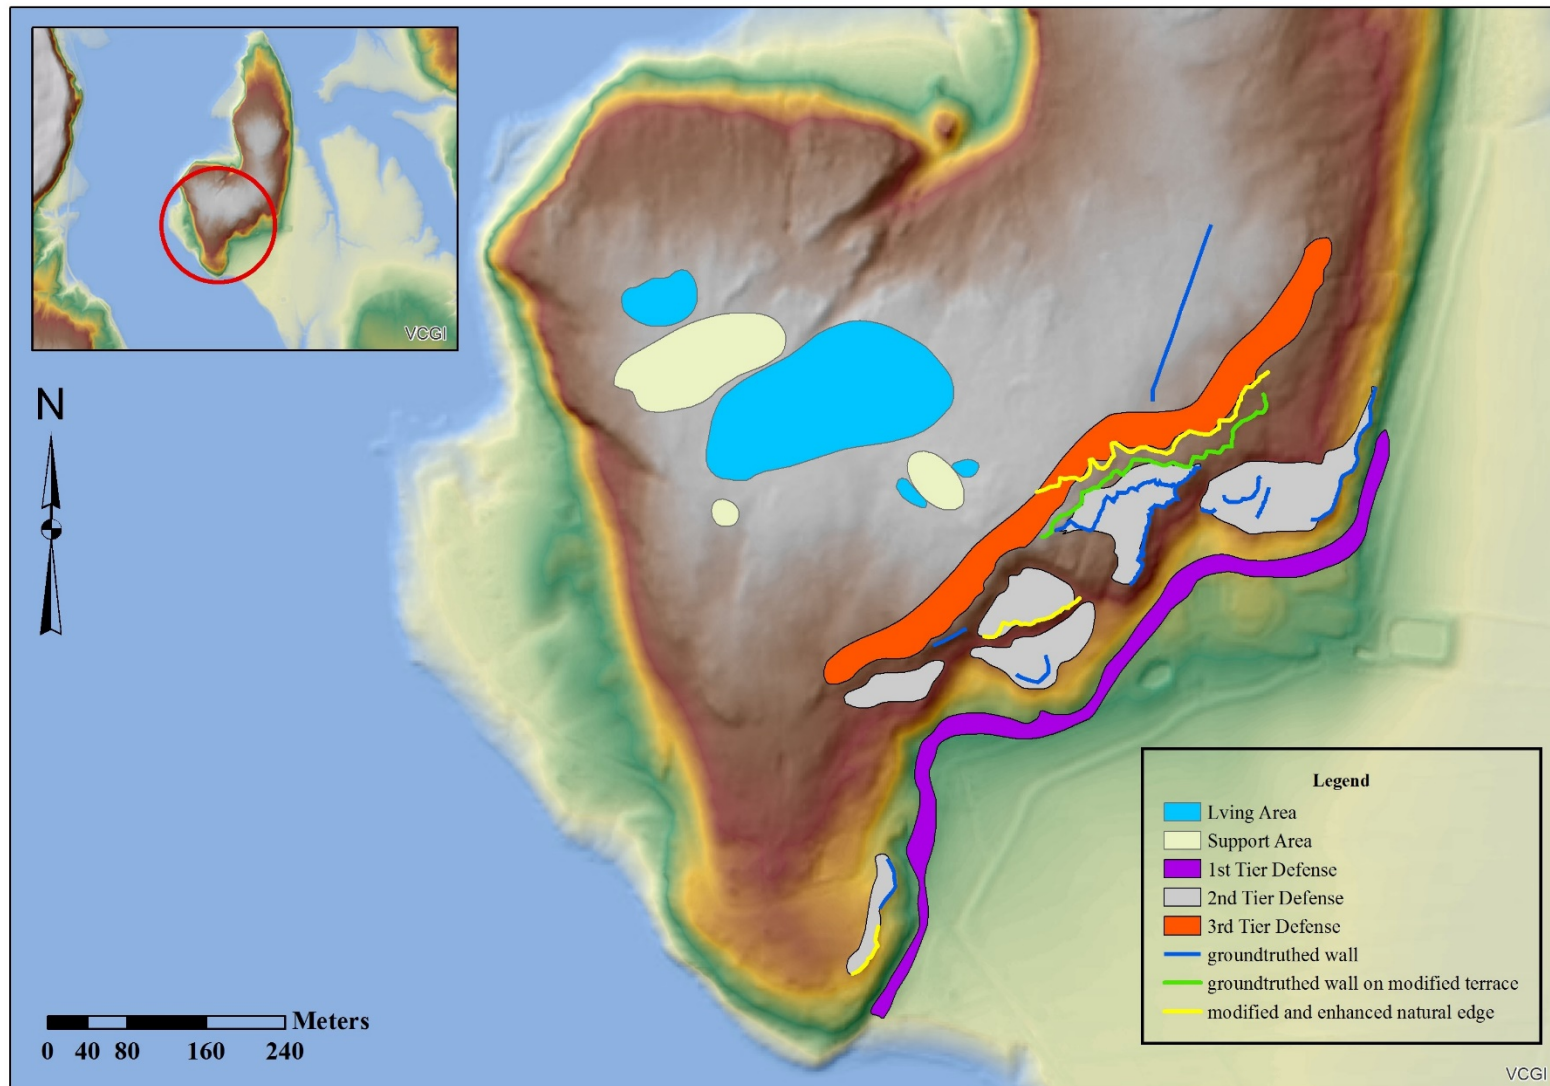 VCGI
N
Meters
0 40 80 160 240
Legend
Lving Area
Support Area
1st Tier Defense
2nd Tier Defense
3rd Tier Defense
groundtruthed wall
groundtruthed wall on modified terrace
modified and enhanced natural edge
VCGI